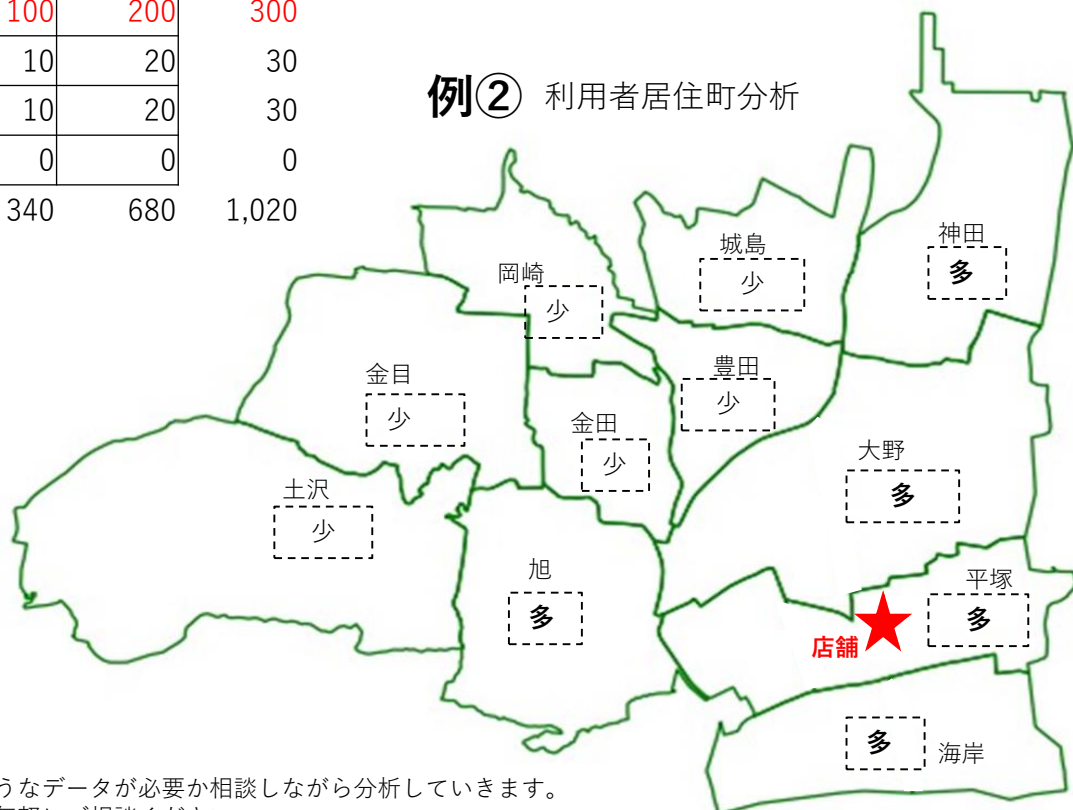 100 200 300
10 20 30
10 20 30
0 0 0
340 680 1,020
例② 利用者居住町分析
神田
多
城島
少
岡崎
少
豊田
少
金目
少
金田
少
大野
多
土沢
少
旭
多
平塚
多
店舗
多
海岸
うなデータが必要か相談しながら分析していきます。